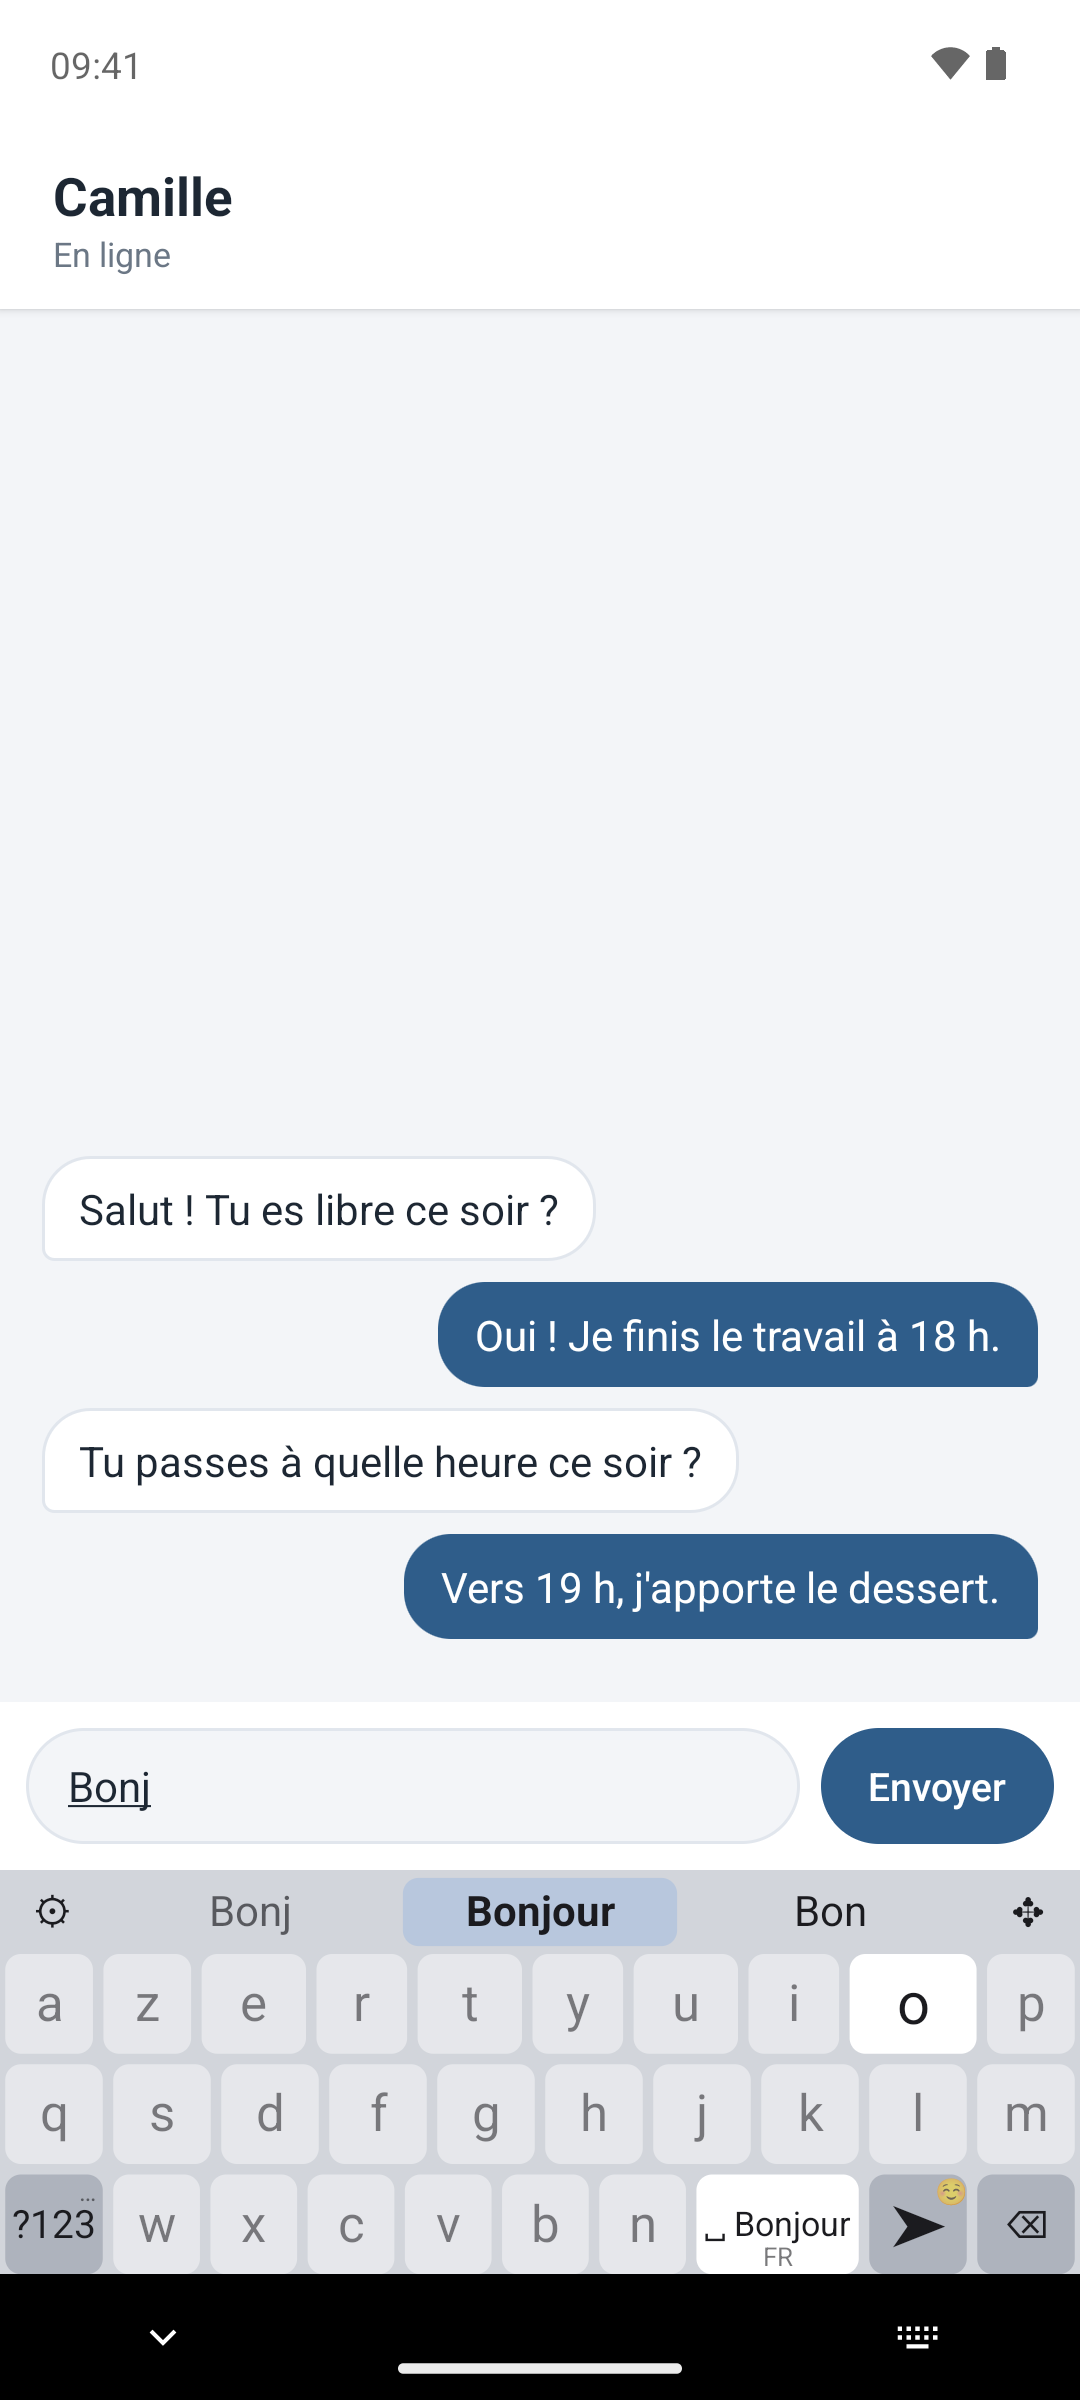 09:41
Camille
En ligne
Salut ! Tu es libre ce soir ?
Oui ! Je finis le travail à 18 h.
Tu passes à quelle heure ce soir ?
Vers 19 h, j'apporte le dessert.
Bonj
Envoyer
Bonj Bonjour Bon
a z e r t y u i o p
q s d f g h j k l m
?123 ... w x c v b n ␣ Bonjour
FR